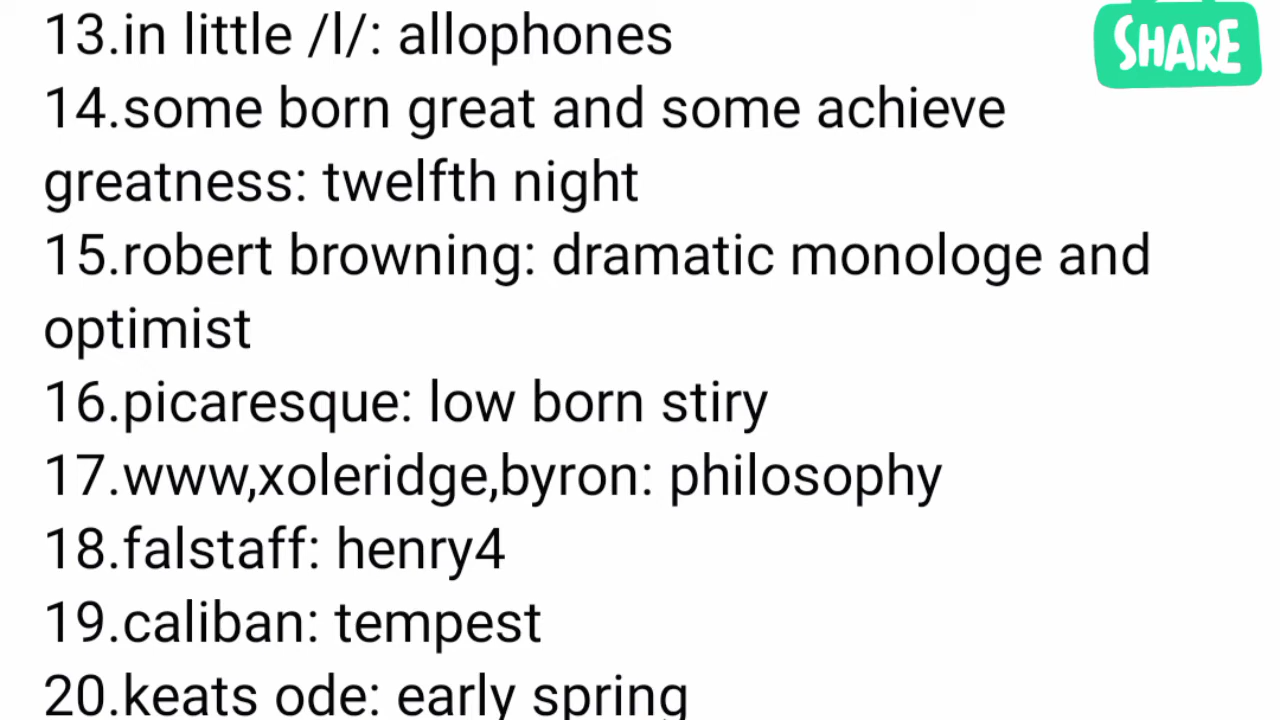 13.in little /l/: allophones
SHARE
14.some born great and some achieve
greatness: twelfth night
15.robert browning: dramatic monologe and
optimist
16.picaresque: low born stiry
17.www,xoleridge,byron: philosophy
18.falstaff: henry4
19.caliban: tempest
20.keats ode: early spring